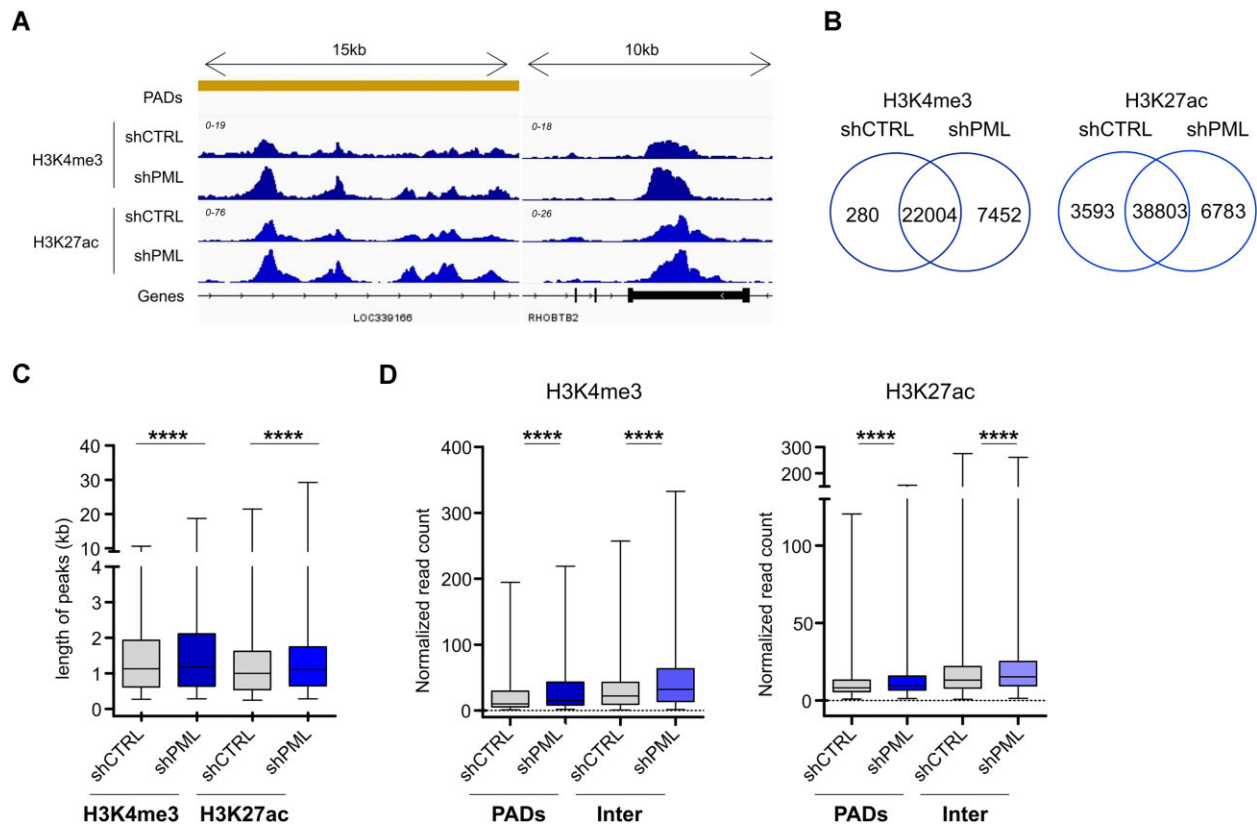 A
15kb
10kb
PADs
H3K4me3
shCTRL
0-19
0-18
shPML
H3K27ac
shCTRL
0-76
0-26
shPML
Genes
LOC339166
RHOBTB2
B
H3K4me3
shCTRL shPML
280 22004 7452
H3K27ac
shCTRL shPML
3593 38803 6783
C
length of peaks (kb)
40
30
20
10
4
3
2
1
0
**** ****
shCTRL shPML shCTRL shPML
H3K4me3 H3K27ac
D
H3K4me3
Normalized read count
400
300
200
100
0
**** ****
shCTRL shPML shCTRL shPML
PADs Inter
H3K27ac
Normalized read count
300
200
100
50
0
**** ****
shCTRL shPML shCTRL shPML
PADs Inter